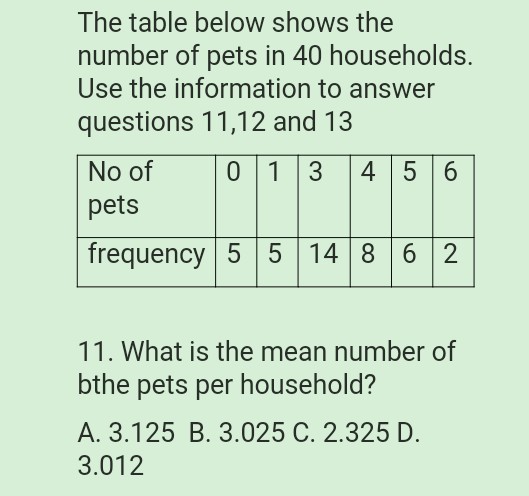 The table below shows the
number of pets in 40 households.
Use the information to answer
questions 11,12 and 13
No of 0 1 3 4 5 6
pets
frequency 5 5 14 8 6 2
11. What is the mean number of
bthe pets per household?
A. 3.125 B. 3.025 C. 2.325 D.
3.012